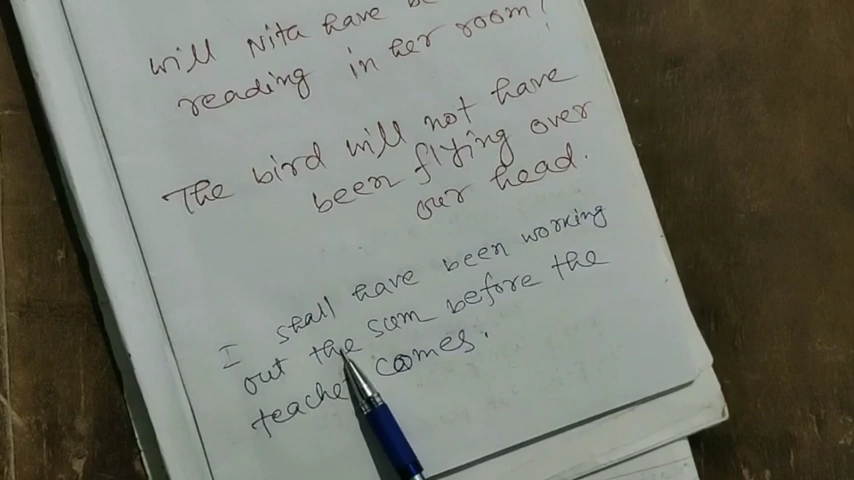 will Nita have
reading in her room?
The bird will not have
been flying over
our head.
I shall have been working
out the sum before the
teacher comes.